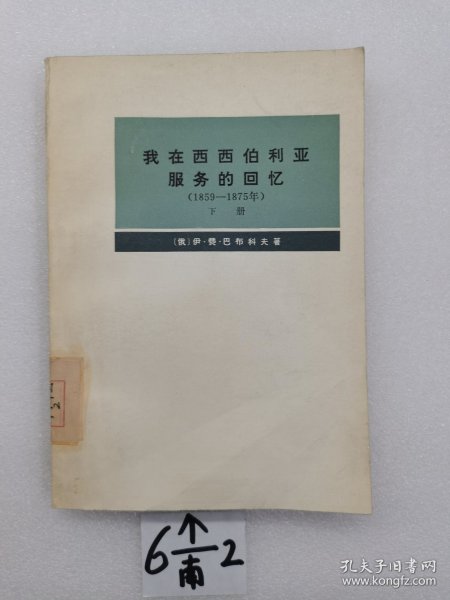 我在西西伯利亚
服务的回忆
(1859—1875年)
下 册
〔俄〕伊·费·巴布科夫著
6 ↑ 2
南
孔夫子旧书网
www.kongfz.com